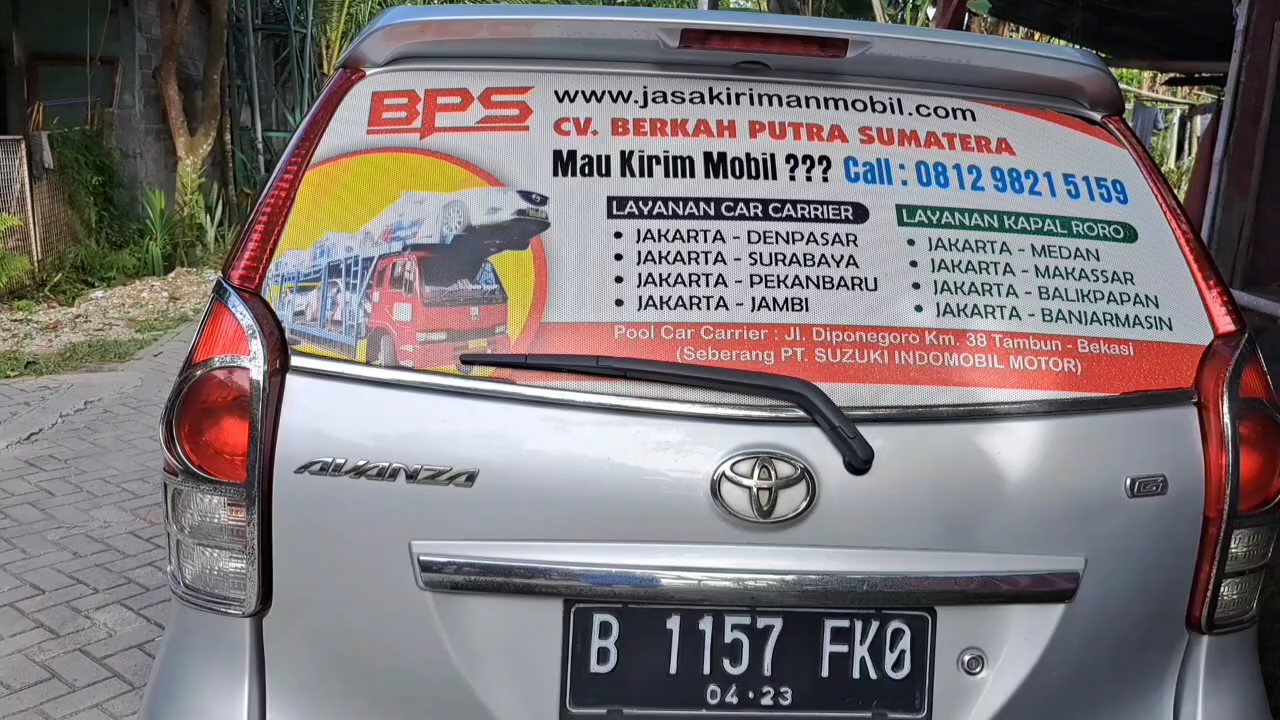 BPS
www.jasakirimanmobil.com
CV. BERKAH PUTRA SUMATERA
Mau Kirim Mobil ??? Call : 0812 9821 5159
LAYANAN CAR CARRIER
• JAKARTA - DENPASAR
• JAKARTA - SURABAYA
• JAKARTA - PEKANBARU
• JAKARTA - JAMBI
LAYANAN KAPAL RORO
• JAKARTA - MEDAN
• JAKARTA - MAKASSAR
• JAKARTA - BALIKPAPAN
• JAKARTA - BANJARMASIN
Pool Car Carrier : Jl. Diponegoro Km. 38 Tambun - Bekasi
(Seberang PT. SUZUKI INDOMOBIL MOTOR)
AVANZA
G
B 1157 FKO
04·23